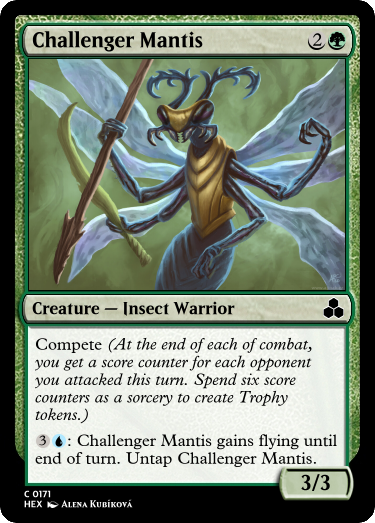 Challenger Mantis 2
Creature — Insect Warrior
Compete (At the end of each of combat,
you get a score counter for each opponent
you attacked this turn. Spend six score
counters as a sorcery to create Trophy
tokens.)
3 : Challenger Mantis gains flying until
end of turn. Untap Challenger Mantis.
3/3
C 0171
HEX Alena Kubíková